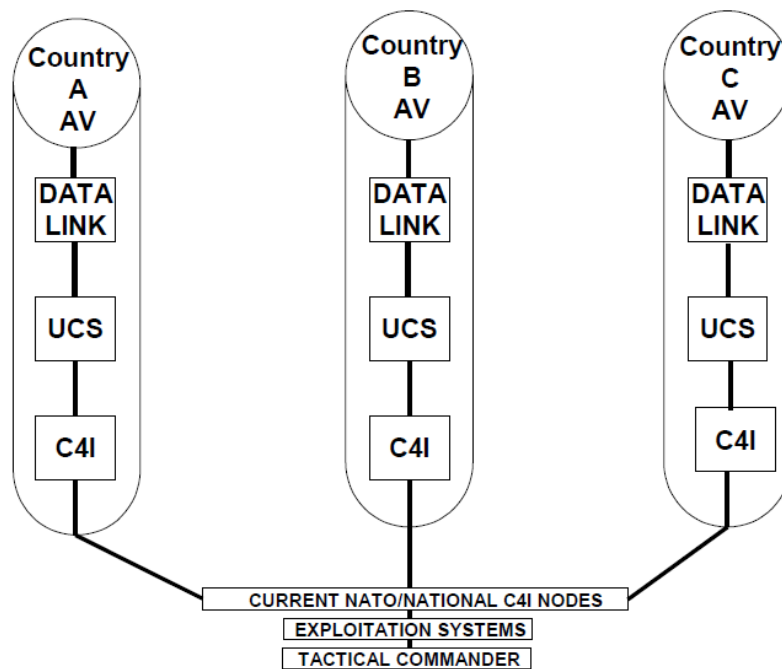 Country
A
AV
DATA
LINK
UCS
C4I
Country
B
AV
DATA
LINK
UCS
C4I
Country
C
AV
DATA
LINK
UCS
C4I
CURRENT NATO/NATIONAL C4I NODES
EXPLOITATION SYSTEMS
TACTICAL COMMANDER